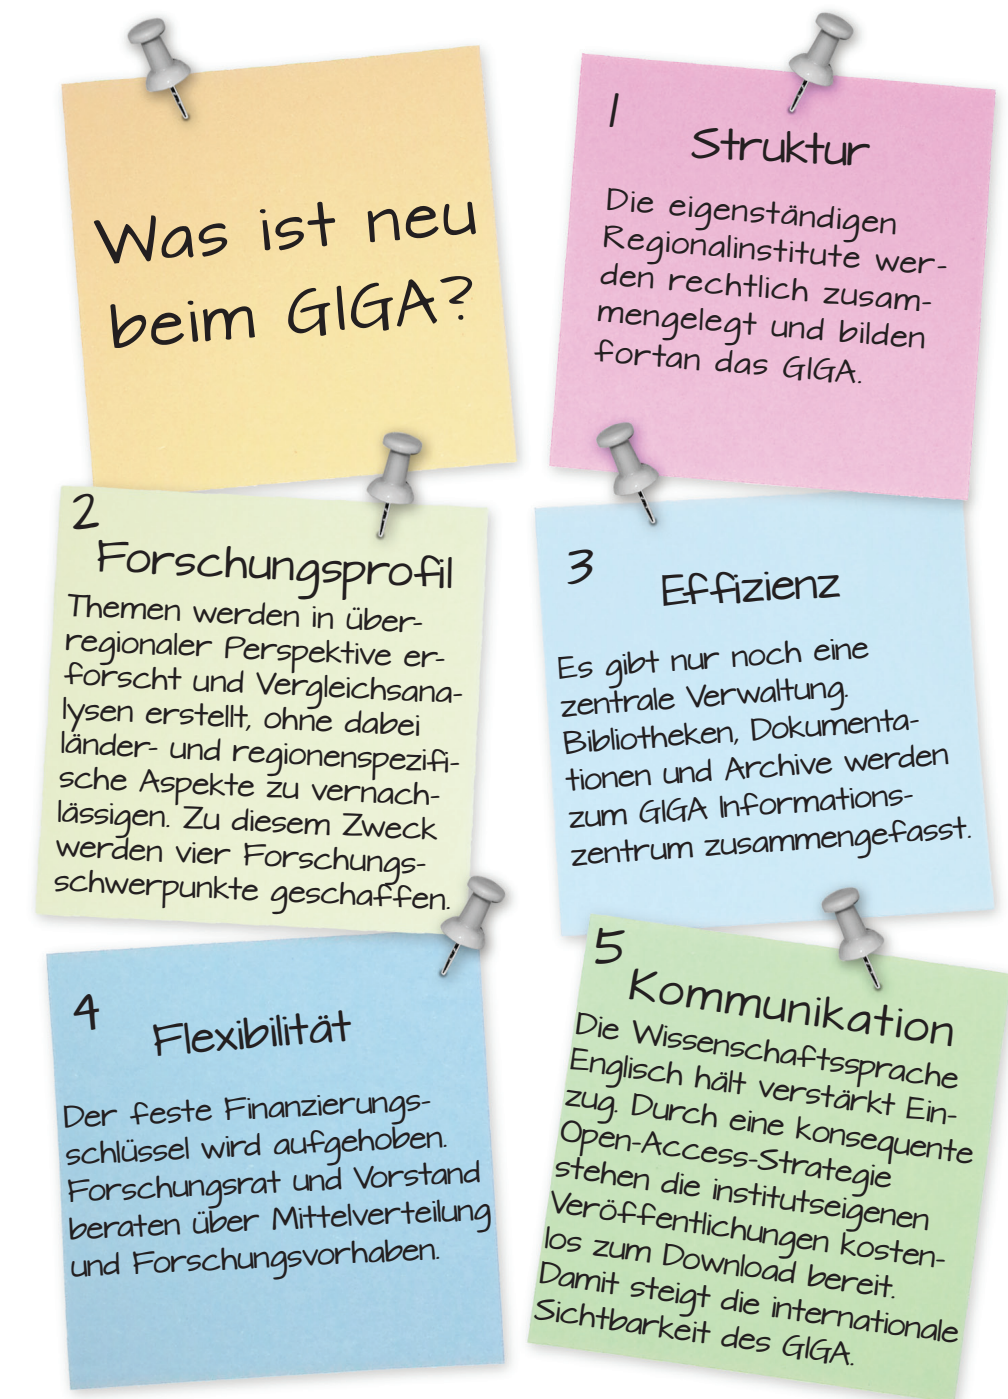 Was ist neu
beim GIGA?
1
Struktur
Die eigenständigen
Regionalinstitute wer-
den rechtlich zusam-
mengelegt und bilden
fortan das GIGA.
2
Forschungsprofil
Themen werden in über-
regionaler Perspektive er-
forscht und Vergleichsana-
lysen erstellt, ohne dabei
länder- und regionenspezifi-
sche Aspekte zu vernach-
lässigen. Zu diesem Zweck
werden vier Forschungs-
schwerpunkte geschaffen.
3
Effizienz
Es gibt nur noch eine
zentrale Verwaltung.
Bibliotheken, Dokumenta-
tionen und Archive werden
zum GIGA Informations-
zentrum zusammengefasst.
4
Flexibilität
Der feste Finanzierungs-
schlüssel wird aufgehoben.
Forschungsrat und Vorstand
beraten über Mittelverteilung
und Forschungsvorhaben.
5
Kommunikation
Die Wissenschaftssprache
Englisch hält verstärkt Ein-
zug. Durch eine konsequente
Open-Access-Strategie
stehen die institutseigenen
Veröffentlichungen kosten-
los zum Download bereit.
Damit steigt die internationale
Sichtbarkeit des GIGA.